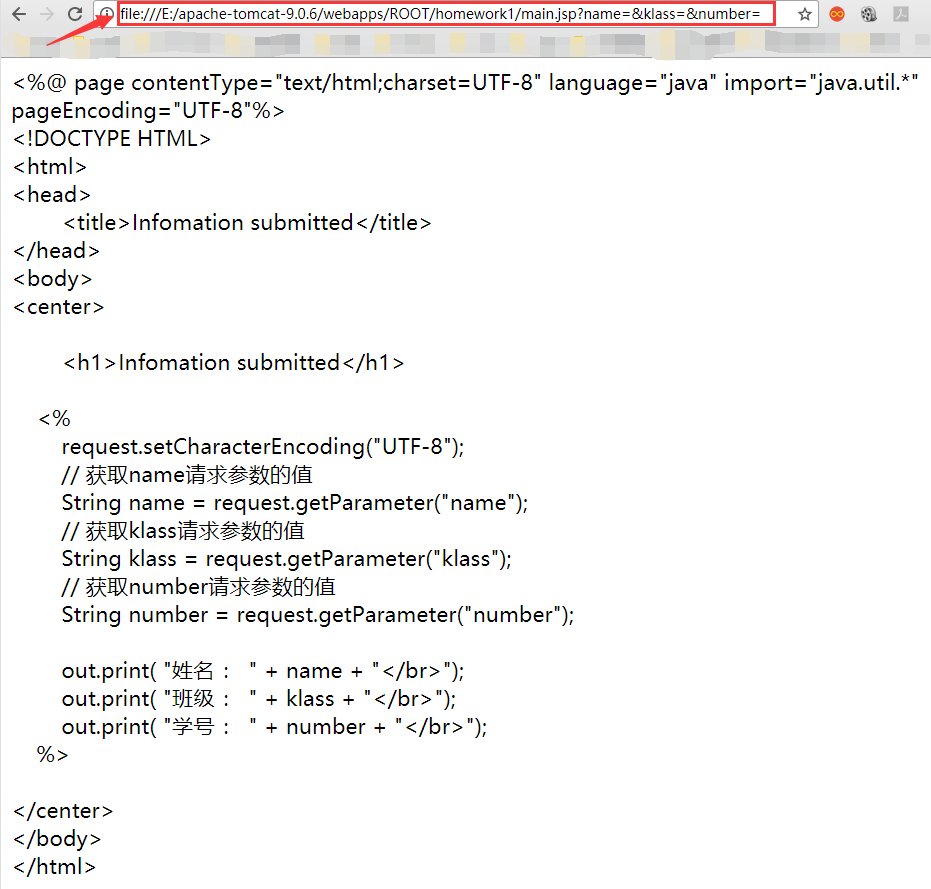 file:///E:/apache-tomcat-9.0.6/webapps/ROOT/homework1/main.jsp?name=&klass=&number=
<%@ page contentType="text/html;charset=UTF-8" language="java" import="java.util.*"
pageEncoding="UTF-8"%>
<!DOCTYPE HTML>
<html>
<head>
<title>Infomation submitted</title>
</head>
<body>
<center>
<h1>Infomation submitted</h1>
<%
request.setCharacterEncoding("UTF-8");
// 获取name请求参数的值
String name = request.getParameter("name");
// 获取klass请求参数的值
String klass = request.getParameter("klass");
// 获取number请求参数的值
String number = request.getParameter("number");
out.print( "姓名： " + name + "</br>");
out.print( "班级： " + klass + "</br>");
out.print( "学号： " + number + "</br>");
%>
</center>
</body>
</html>